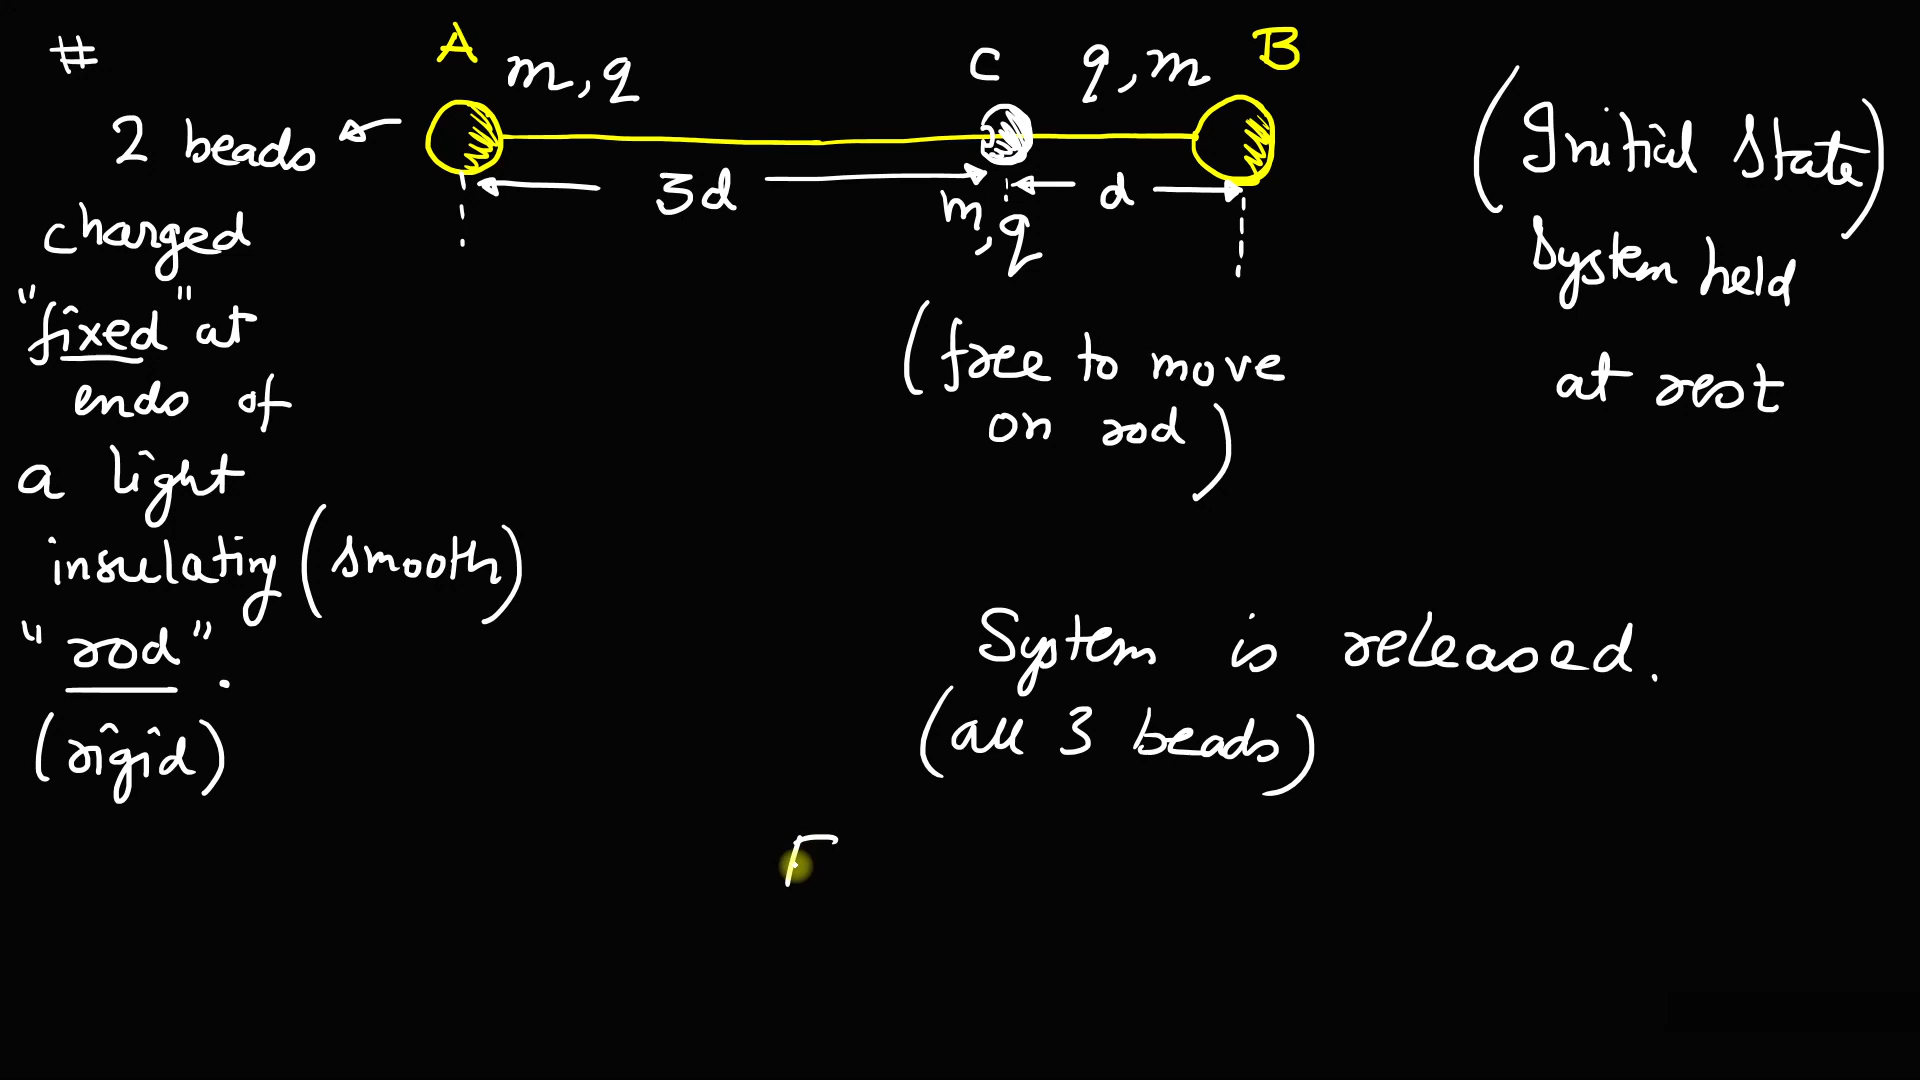 #
A m, q C q, m B
2 beads
3d d
m, q
charged
"fixed" at
ends of
a light
insulating (smooth)
"rod".
(rigid)
(free to move
on rod)
(Initial State)
System held
at rest
System is released.
(all 3 beads)